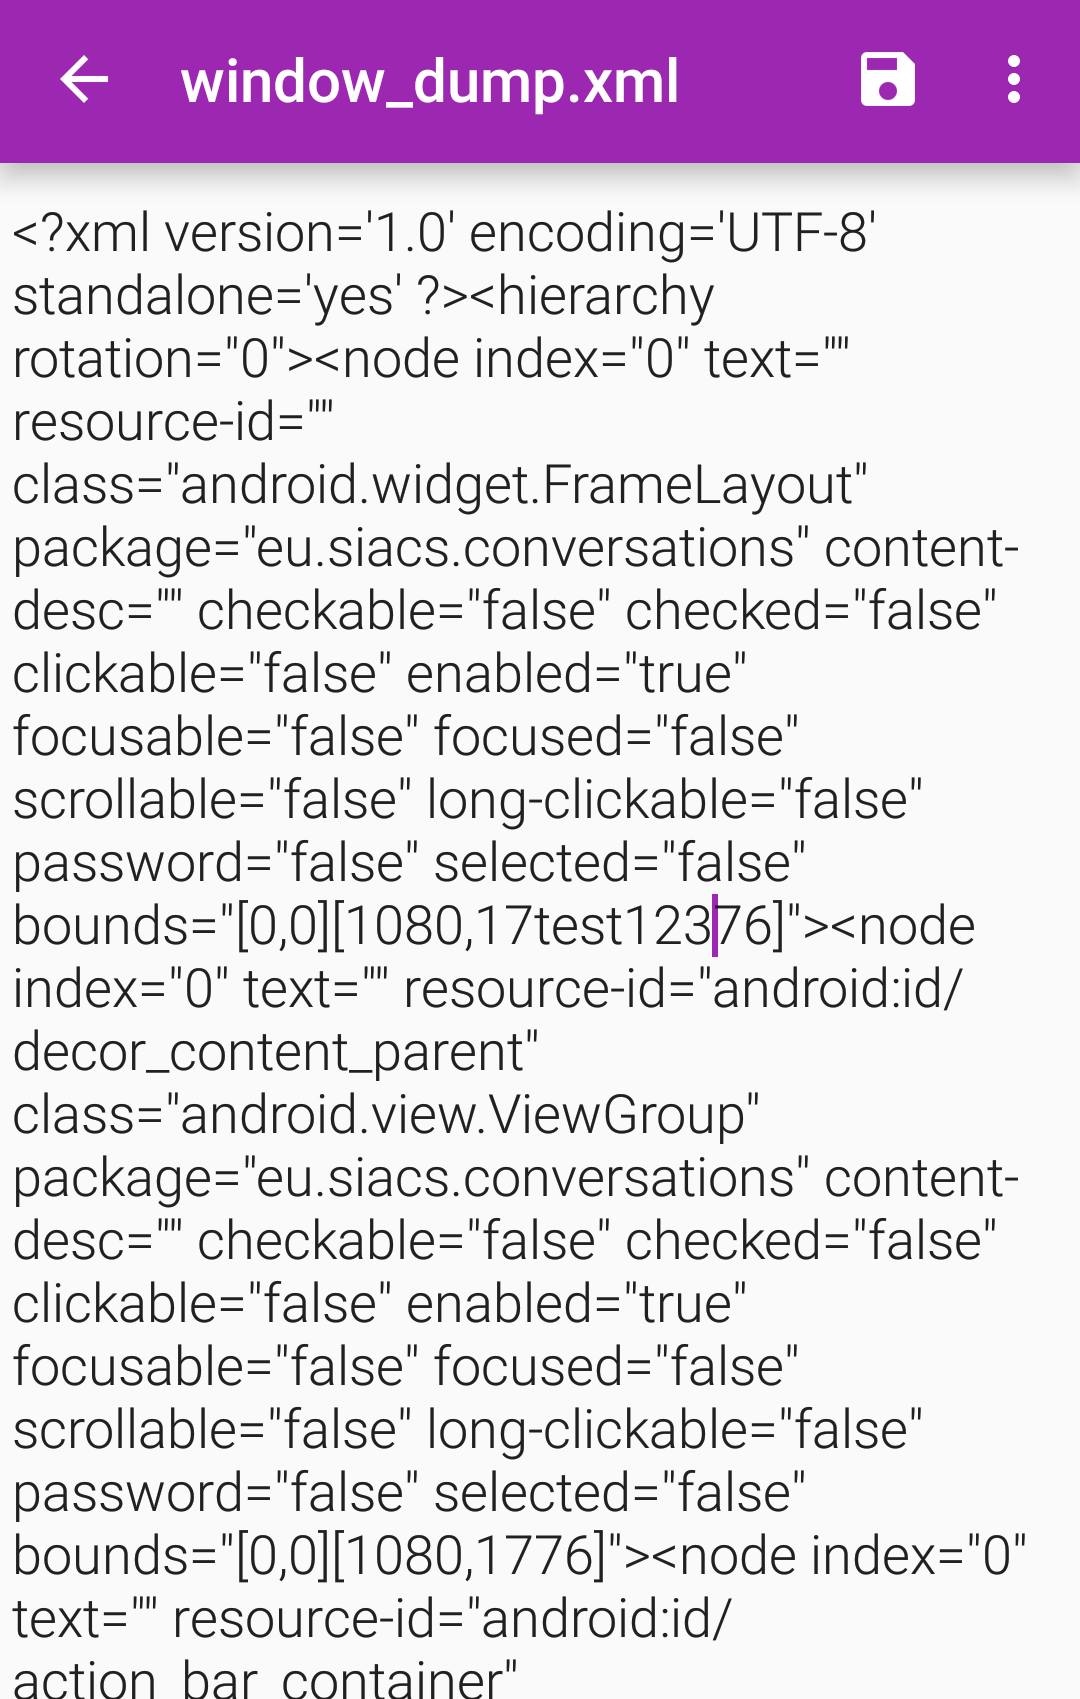 window_dump.xml
<?xml version='1.0' encoding='UTF-8'
standalone='yes' ?><hierarchy
rotation="0"><node index="0" text=""
resource-id=""
class="android.widget.FrameLayout"
package="eu.siacs.conversations" content-
desc="" checkable="false" checked="false"
clickable="false" enabled="true"
focusable="false" focused="false"
scrollable="false" long-clickable="false"
password="false" selected="false"
bounds="[0,0][1080,17test12376]"><node
index="0" text="" resource-id="android:id/
decor_content_parent"
class="android.view.ViewGroup"
package="eu.siacs.conversations" content-
desc="" checkable="false" checked="false"
clickable="false" enabled="true"
focusable="false" focused="false"
scrollable="false" long-clickable="false"
password="false" selected="false"
bounds="[0,0][1080,1776]"><node index="0"
text="" resource-id="android:id/
action_bar_container"